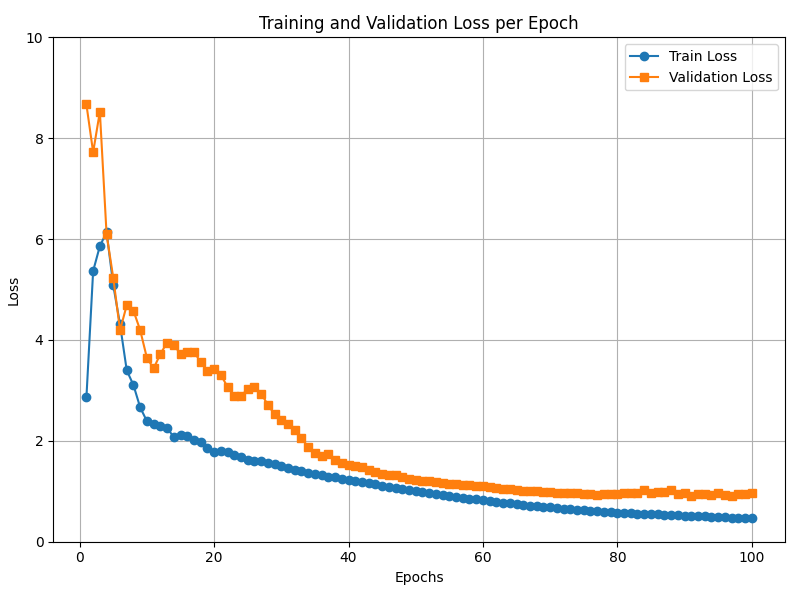 Training and Validation Loss per Epoch
Train Loss
Validation Loss
Loss
10
8
6
4
2
0
0 20 40 60 80 100
Epochs